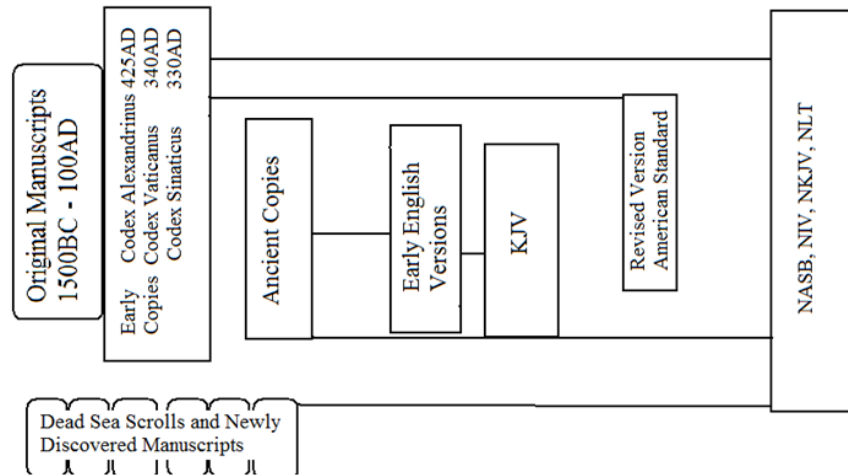 Original Manuscripts
1500BC - 100AD
Early Codex Alexandrinus 425AD
Copies Codex Vaticanus 340AD
Codex Sinaticus 330AD
Ancient Copies
Early English
Versions
KJV
Revised Version
American Standard
NASB, NIV, NKJV, NLT
Dead Sea Scrolls and Newly
Discovered Manuscripts